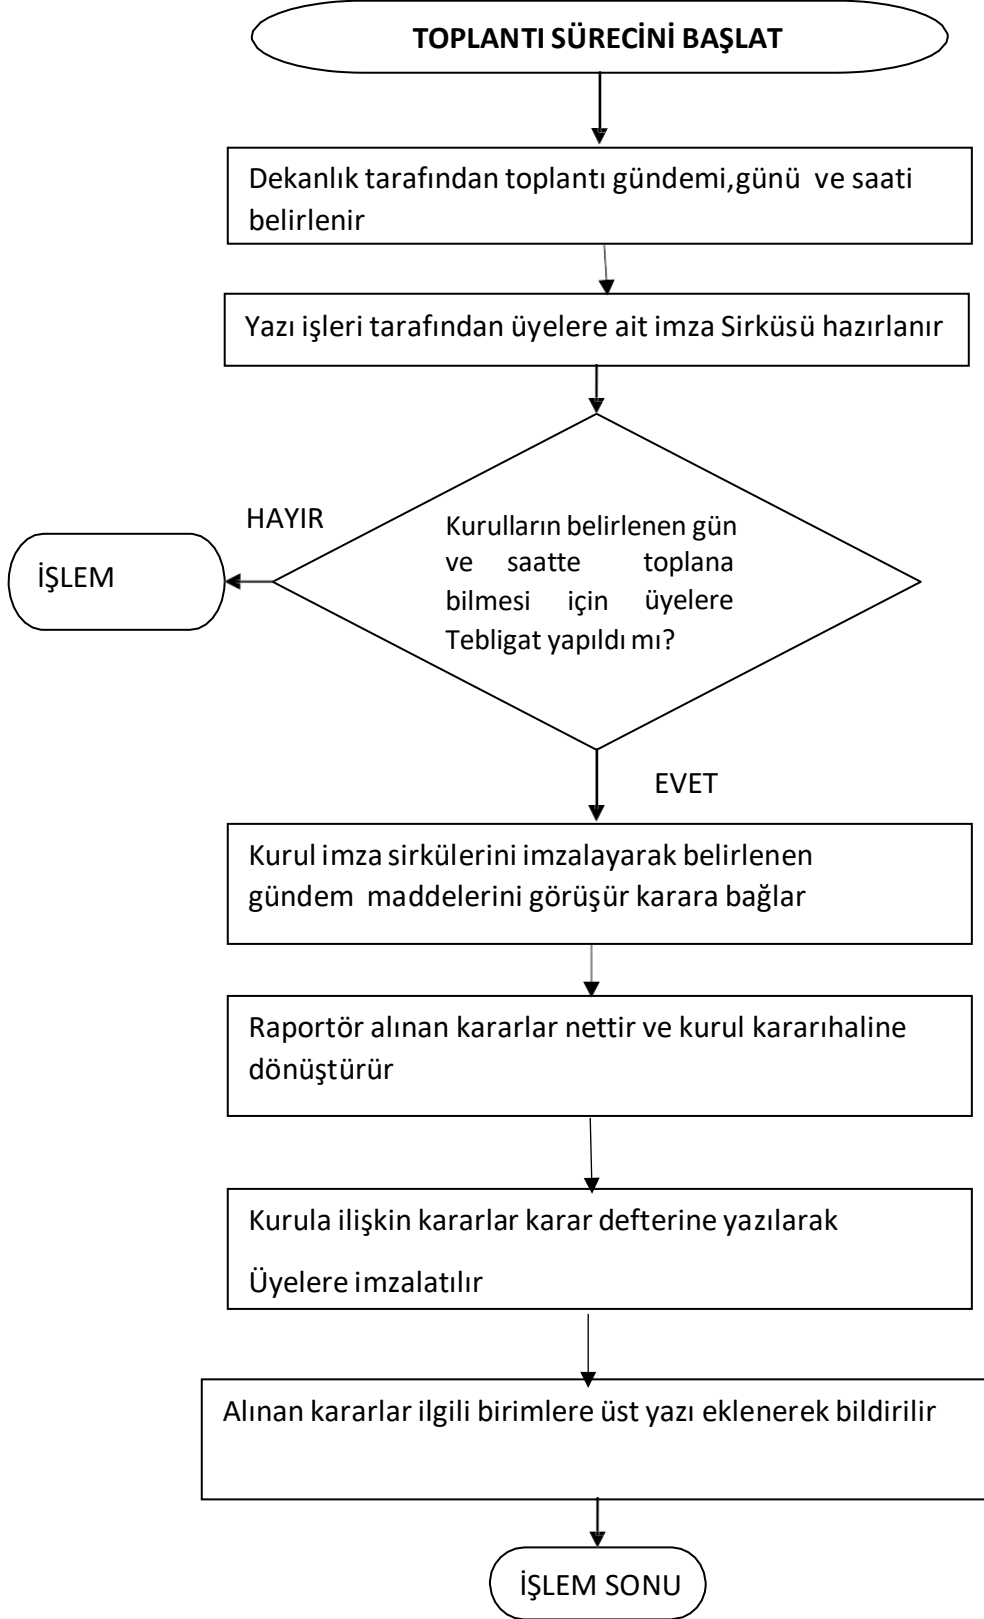 TOPLANTI SÜRECİNİ BAŞLAT
Dekanlık tarafından toplantı gündemi,günü ve saati
belirlenir
Yazı işleri tarafından üyelere ait imza Sirküsü hazırlanır
HAYIR
İŞLEM
Kurulların belirlenen gün
ve saatte toplana
bilmesi için üyelere
Tebligat yapıldı mı?
EVET
Kurul imza sirkülerini imzalayarak belirlenen
gündem maddelerini görüşür karara bağlar
Raportör alınan kararlar nettir ve kurul kararıhaline
dönüştürür
Kurula ilişkin kararlar karar defterine yazılarak
Üyelere imzalatılır
Alınan kararlar ilgili birimlere üst yazı eklenerek bildirilir
İŞLEM SONU